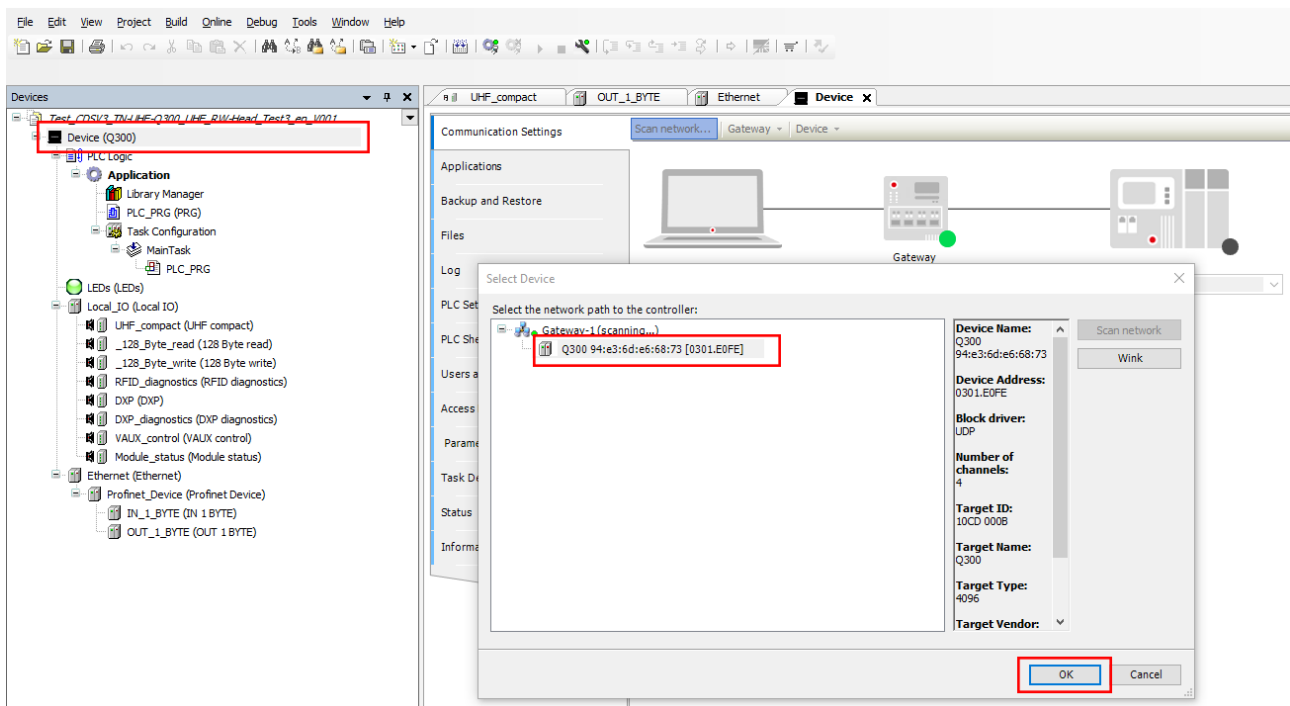 File Edit View Project Build Online Debug Tools Window Help
Devices
Test_CDSV3_TN-UHF-Q300_UHF_RW-Head_Test3_en_V001
Device (Q300)
PLC Logic
Application
Library Manager
PLC_PRG (PRG)
Task Configuration
MainTask
PLC_PRG
LEDs (LEDs)
Local_IO (Local IO)
UHF_compact (UHF compact)
_128_Byte_read (128 Byte read)
_128_Byte_write (128 Byte write)
RFID_diagnostics (RFID diagnostics)
DXP (DXP)
DXP_diagnostics (DXP diagnostics)
VAUX_control (VAUX control)
Module_status (Module status)
Ethernet (Ethernet)
Profinet_Device (Profinet Device)
IN_1_BYTE (IN 1 BYTE)
OUT_1_BYTE (OUT 1 BYTE)
UHF_compact OUT_1_BYTE Ethernet Device
Communication Settings
Applications
Backup and Restore
Files
Log
PLC Set
PLC She
Users a
Access
Parame
Task De
Status
Informa
Scan network... Gateway Device
Gateway
Select Device
Select the network path to the controller:
Gateway-1 (scanning...)
Q300 94:e3:6d:e6:68:73 [0301.E0FE]
Device Name:
Q300
94:e3:6d:e6:68:73
Device Address:
0301.E0FE
Block driver:
UDP
Number of
channels:
4
Target ID:
10CD 000B
Target Name:
Q300
Target Type:
4096
Target Vendor:
Scan network
Wink
OK Cancel